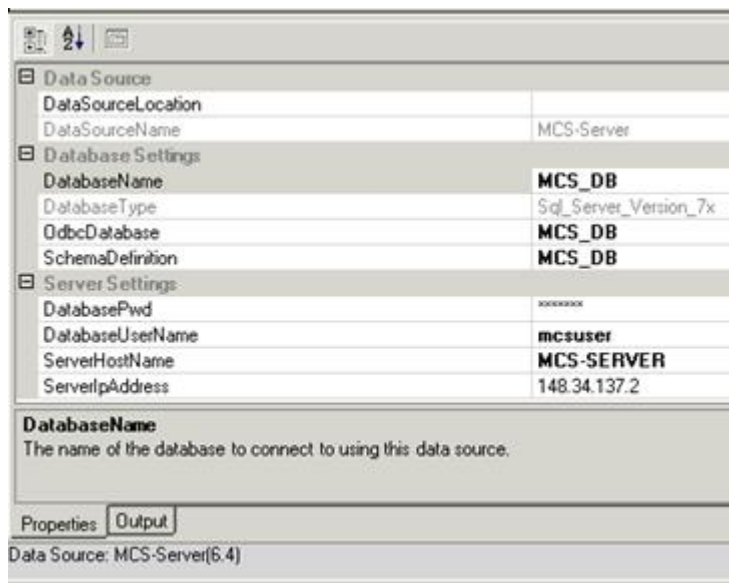 Data Source
DataSourceLocation
DataSourceName MCS-Server
Database Settings
DatabaseName MCS_DB
DatabaseType Sql_Server_Version_7x
OdbcDatabase MCS_DB
SchemaDefinition MCS_DB
Server Settings
DatabasePwd *******
DatabaseUserName mcsuser
ServerHostName MCS-SERVER
ServerIpAddress 148.34.137.2
DatabaseName
The name of the database to connect to using this data source.
Properties Output
Data Source: MCS-Server(6.4)